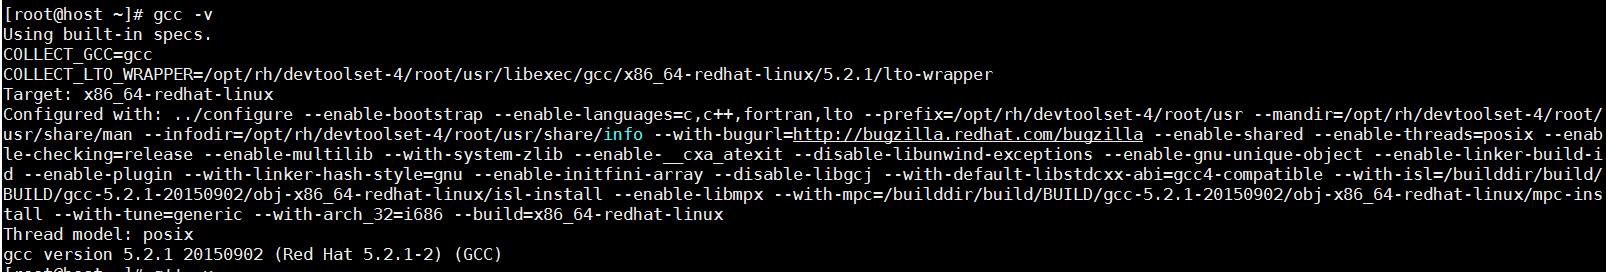 [root@host ~]# gcc -v
Using built-in specs.
COLLECT_GCC=gcc
COLLECT_LTO_WRAPPER=/opt/rh/devtoolset-4/root/usr/libexec/gcc/x86_64-redhat-linux/5.2.1/lto-wrapper
Target: x86_64-redhat-linux
Configured with: ../configure --enable-bootstrap --enable-languages=c,c++,fortran,lto --prefix=/opt/rh/devtoolset-4/root/usr --mandir=/opt/rh/devtoolset-4/root/
usr/share/man --infodir=/opt/rh/devtoolset-4/root/usr/share/info --with-bugurl=http://bugzilla.redhat.com/bugzilla --enable-shared --enable-threads=posix --enab
le-checking=release --enable-multilib --with-system-zlib --enable-__cxa_atexit --disable-libunwind-exceptions --enable-gnu-unique-object --enable-linker-build-i
d --enable-plugin --with-linker-hash-style=gnu --enable-initfini-array --disable-libgcj --with-default-libstdcxx-abi=gcc4-compatible --with-isl=/builddir/build/
BUILD/gcc-5.2.1-20150902/obj-x86_64-redhat-linux/isl-install --enable-libmpx --with-mpc=/builddir/build/BUILD/gcc-5.2.1-20150902/obj-x86_64-redhat-linux/mpc-ins
tall --with-tune=generic --with-arch_32=i686 --build=x86_64-redhat-linux
Thread model: posix
gcc version 5.2.1 20150902 (Red Hat 5.2.1-2) (GCC)